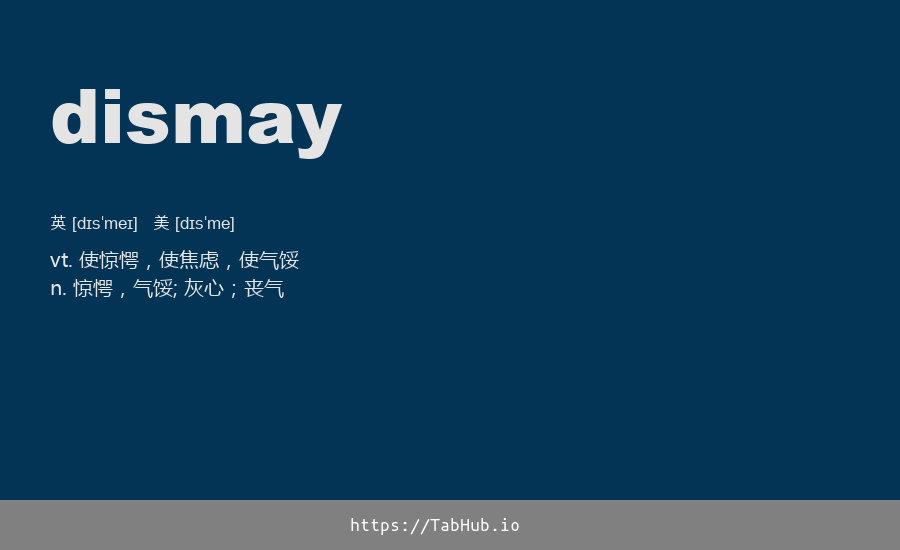 dismay
英 [dɪsˈmeɪ] 美 [dɪsˈme]
vt. 使惊愕，使焦虑，使气馁
n. 惊愕，气馁; 灰心；丧气
https://TabHub.io